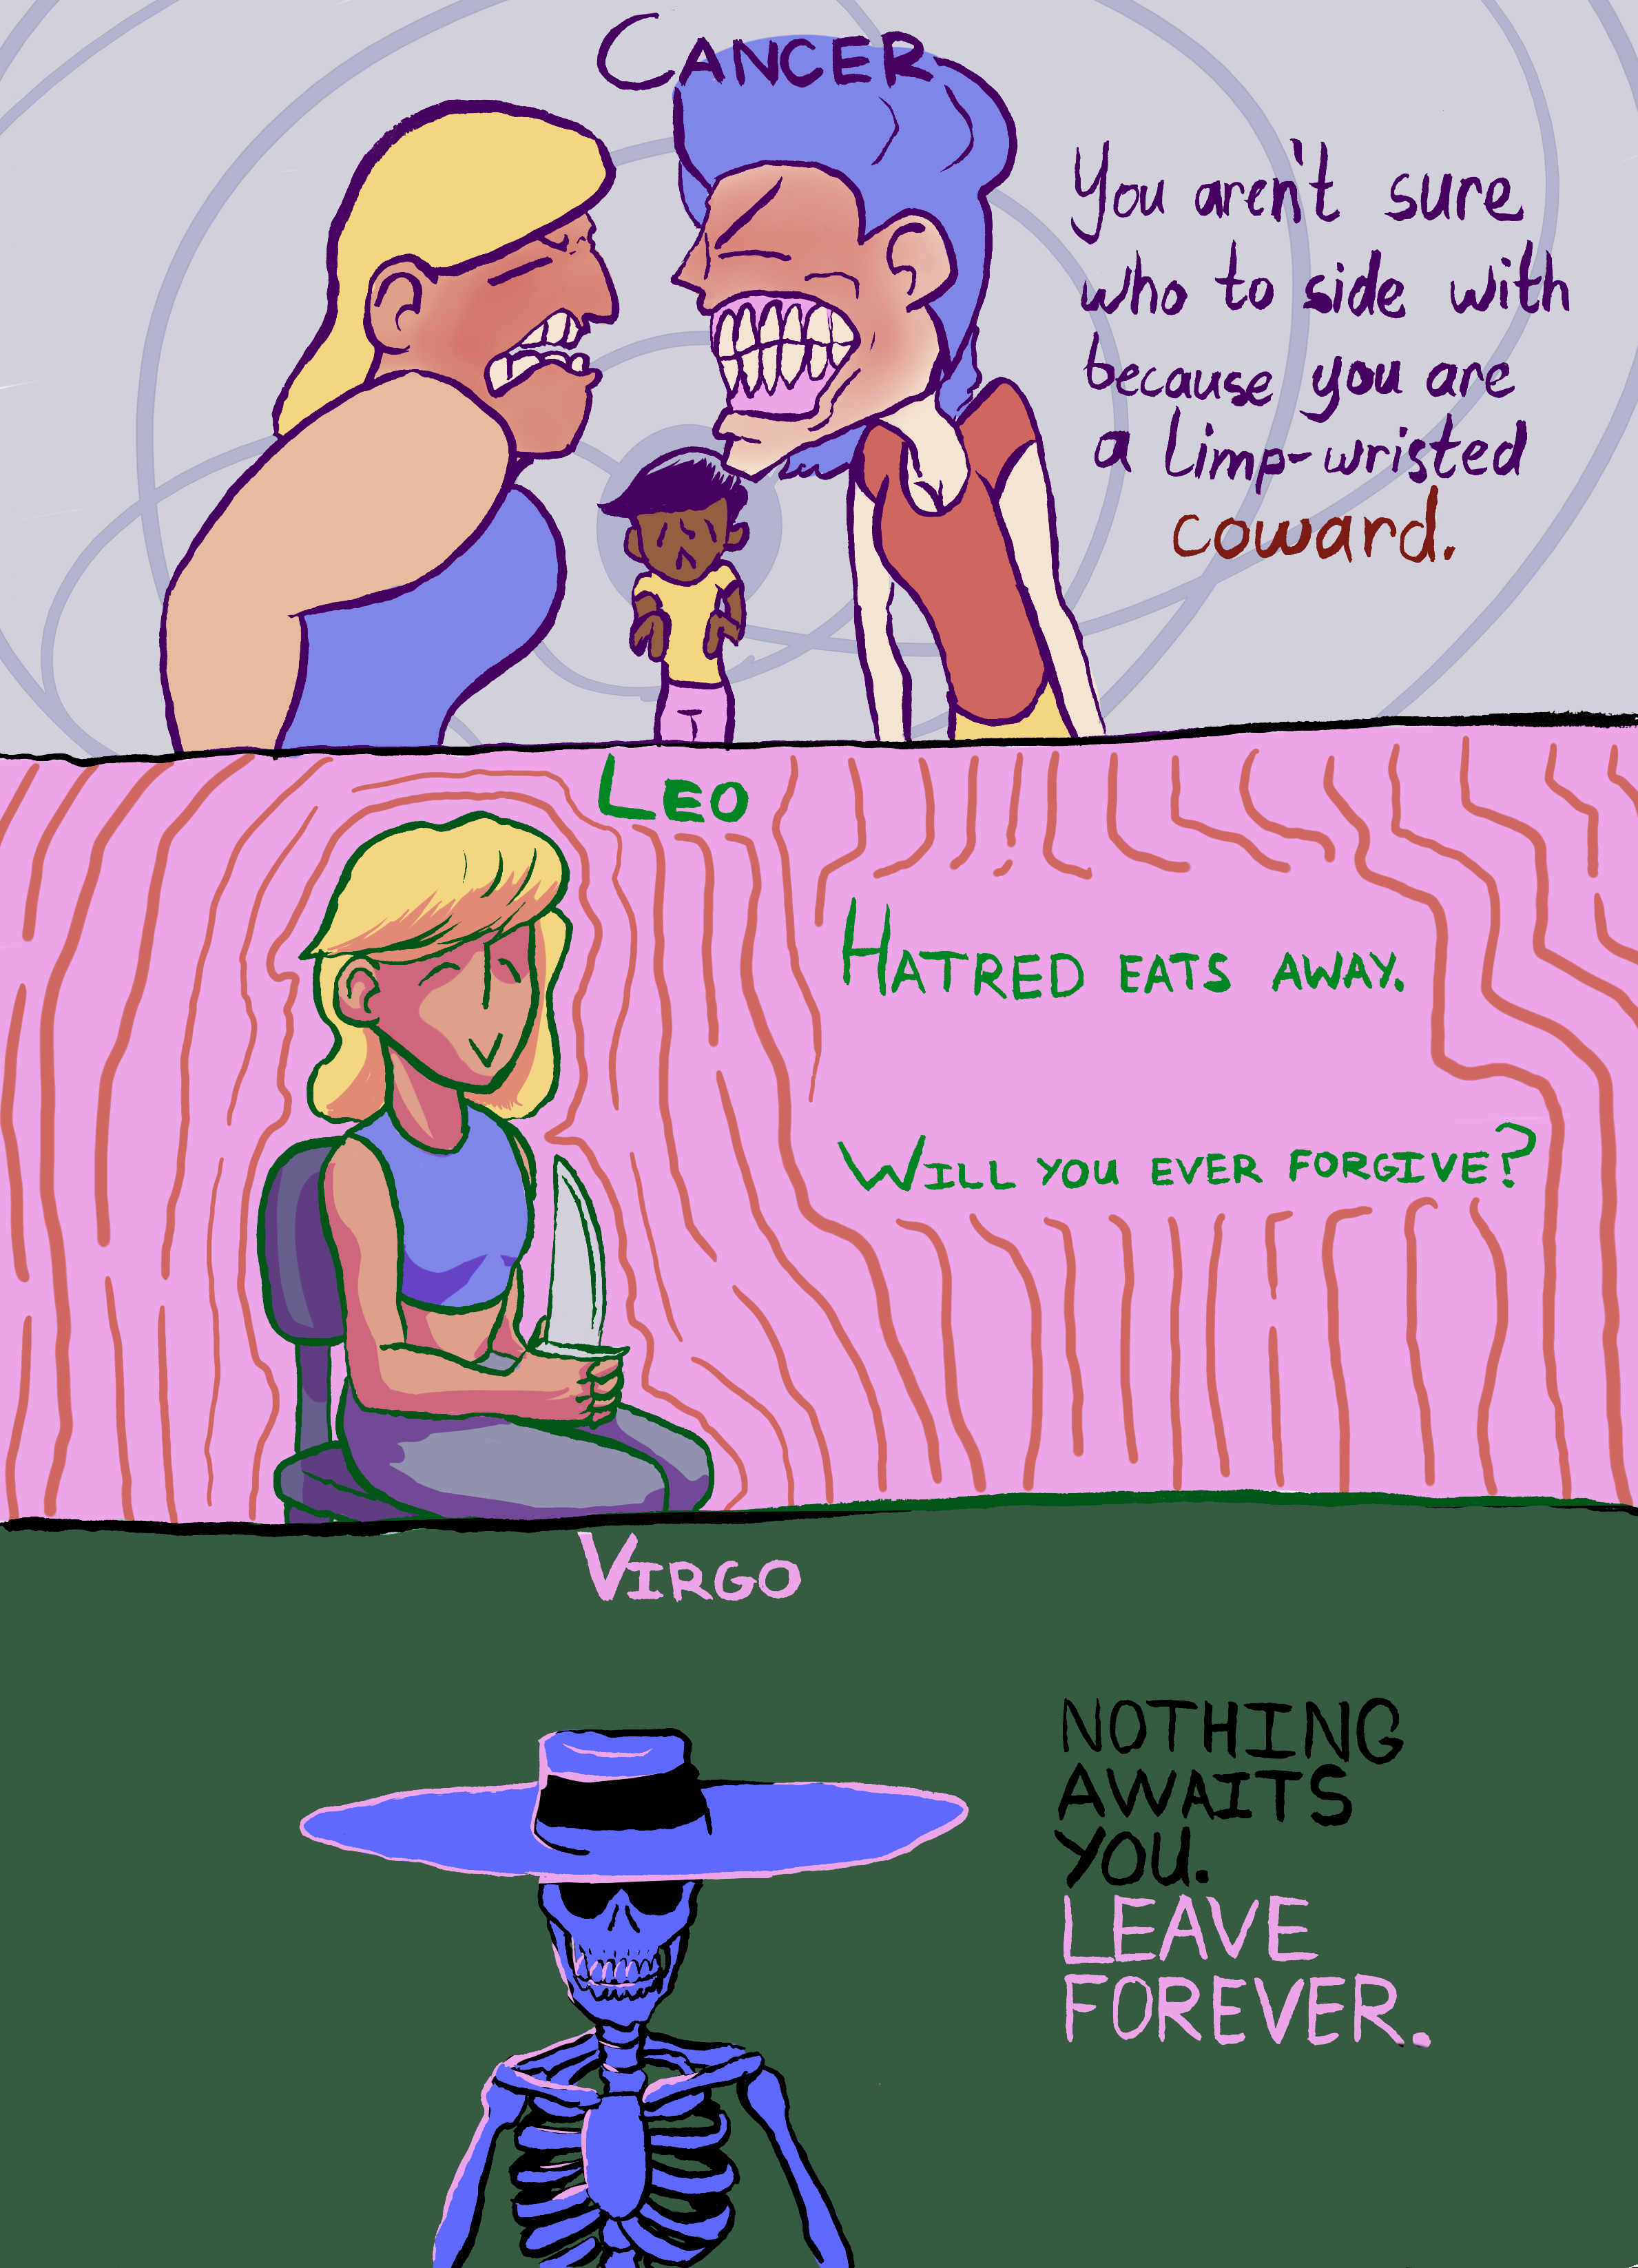 CANCER
You aren't sure
who to side with
because you are
a limp-wristed
coward.
LEO
HATRED EATS AWAY.
WILL YOU EVER FORGIVE?
VIRGO
NOTHING
AWAITS
YOU.
LEAVE
FOREVER.